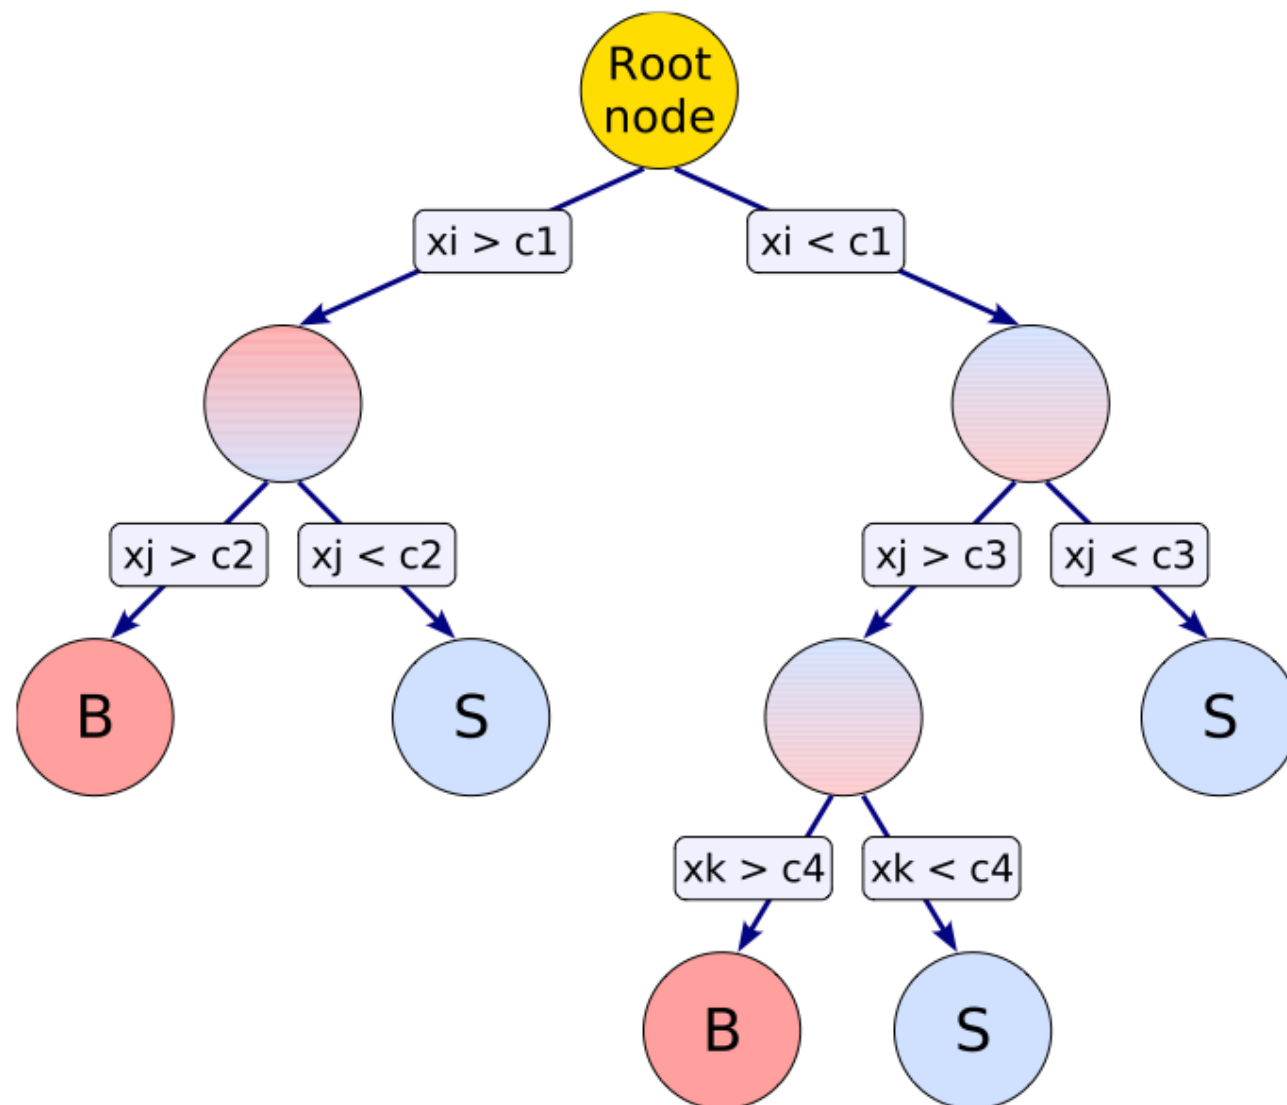 Root
node
xi > c1
xi < c1
xj > c2
xj < c2
xj > c3
xj < c3
B
S
S
xk > c4
xk < c4
B
S